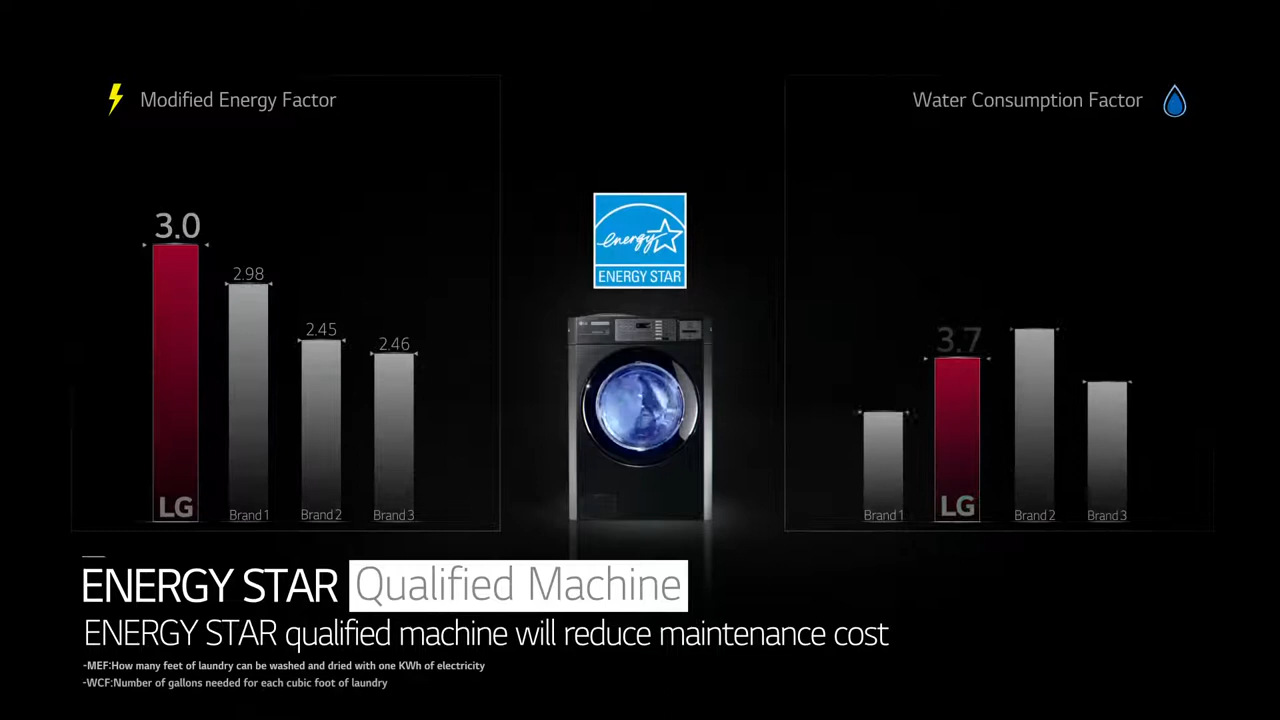 Modified Energy Factor
Water Consumption Factor
3.0
2.98
2.45
2.46
energy
ENERGY STAR
3.7
LG
Brand 1
Brand 2
Brand 3
Brand 1
LG
Brand 2
Brand 3
ENERGY STAR Qualified Machine
ENERGY STAR qualified machine will reduce maintenance cost
-MEF:How many feet of laundry can be washed and dried with one KWh of electricity
-WCF:Number of gallons needed for each cubic foot of laundry